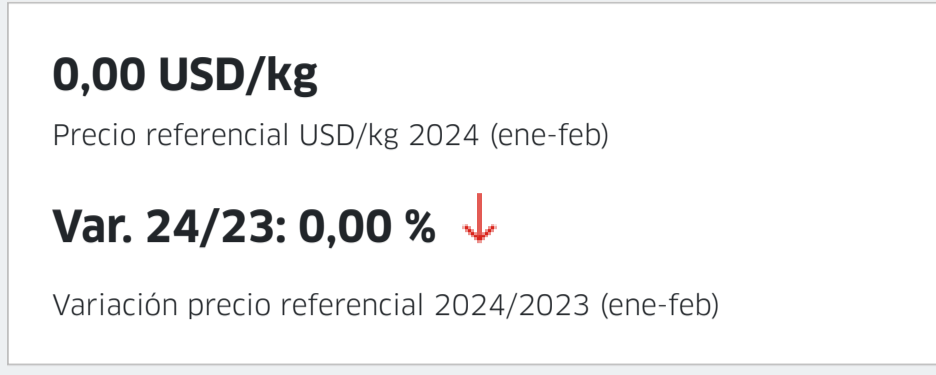 0,00 USD/kg
Precio referencial USD/kg 2024 (ene-feb)
Var. 24/23: 0,00 %
Variación precio referencial 2024/2023 (ene-feb)